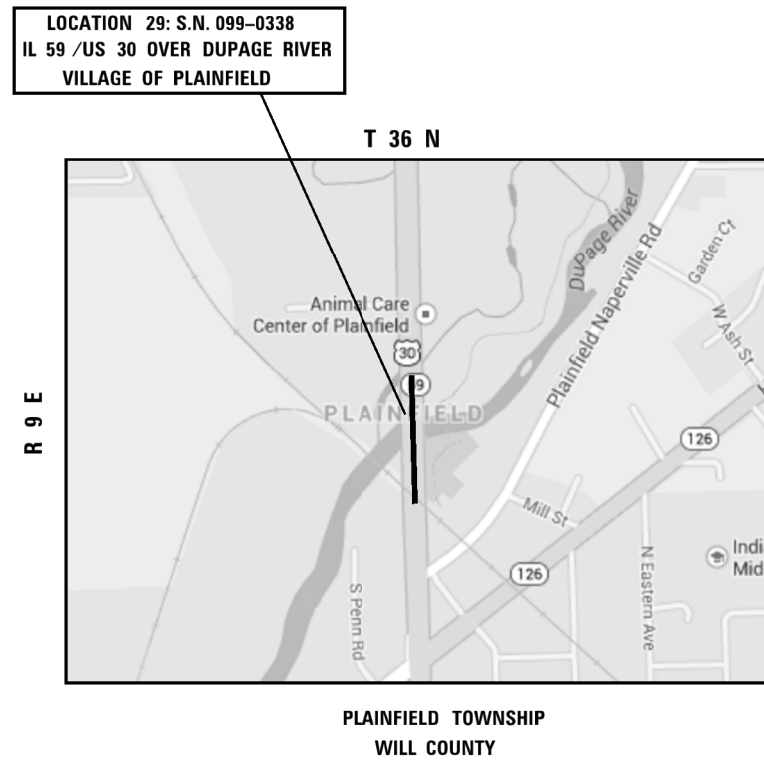 LOCATION 29: S.N. 099–0338
IL 59 /US 30 OVER DUPAGE RIVER
VILLAGE OF PLAINFIELD
T 36 N
R 9 E
DuPage River
Plainfield Naperville Rd
Garden Ct
W Ash St
Animal Care
Center of Plainfield
30
PLAINFIELD
126
Mill St
126
S Penn Rd
N Eastern Ave
Indi
Mid
PLAINFIELD TOWNSHIP
WILL COUNTY